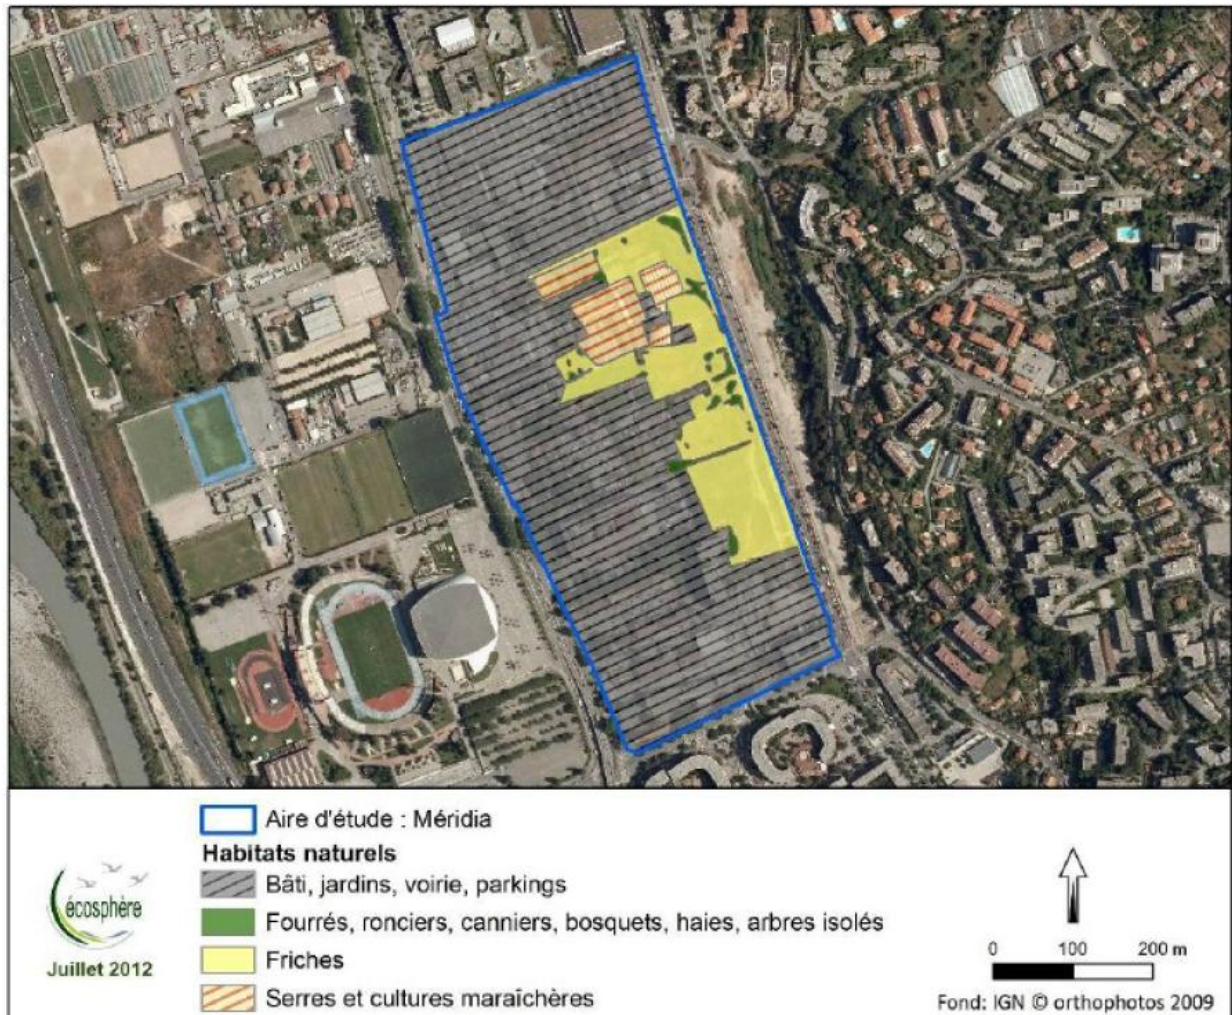 Aire d'étude : Méridia
Habitats naturels
Bâti, jardins, voirie, parkings
Fourrés, ronciers, canniers, bosquets, haies, arbres isolés
Friches
Serres et cultures maraîchères
écosphère
Juillet 2012
0 100 200 m
Fond: IGN © orthophotos 2009